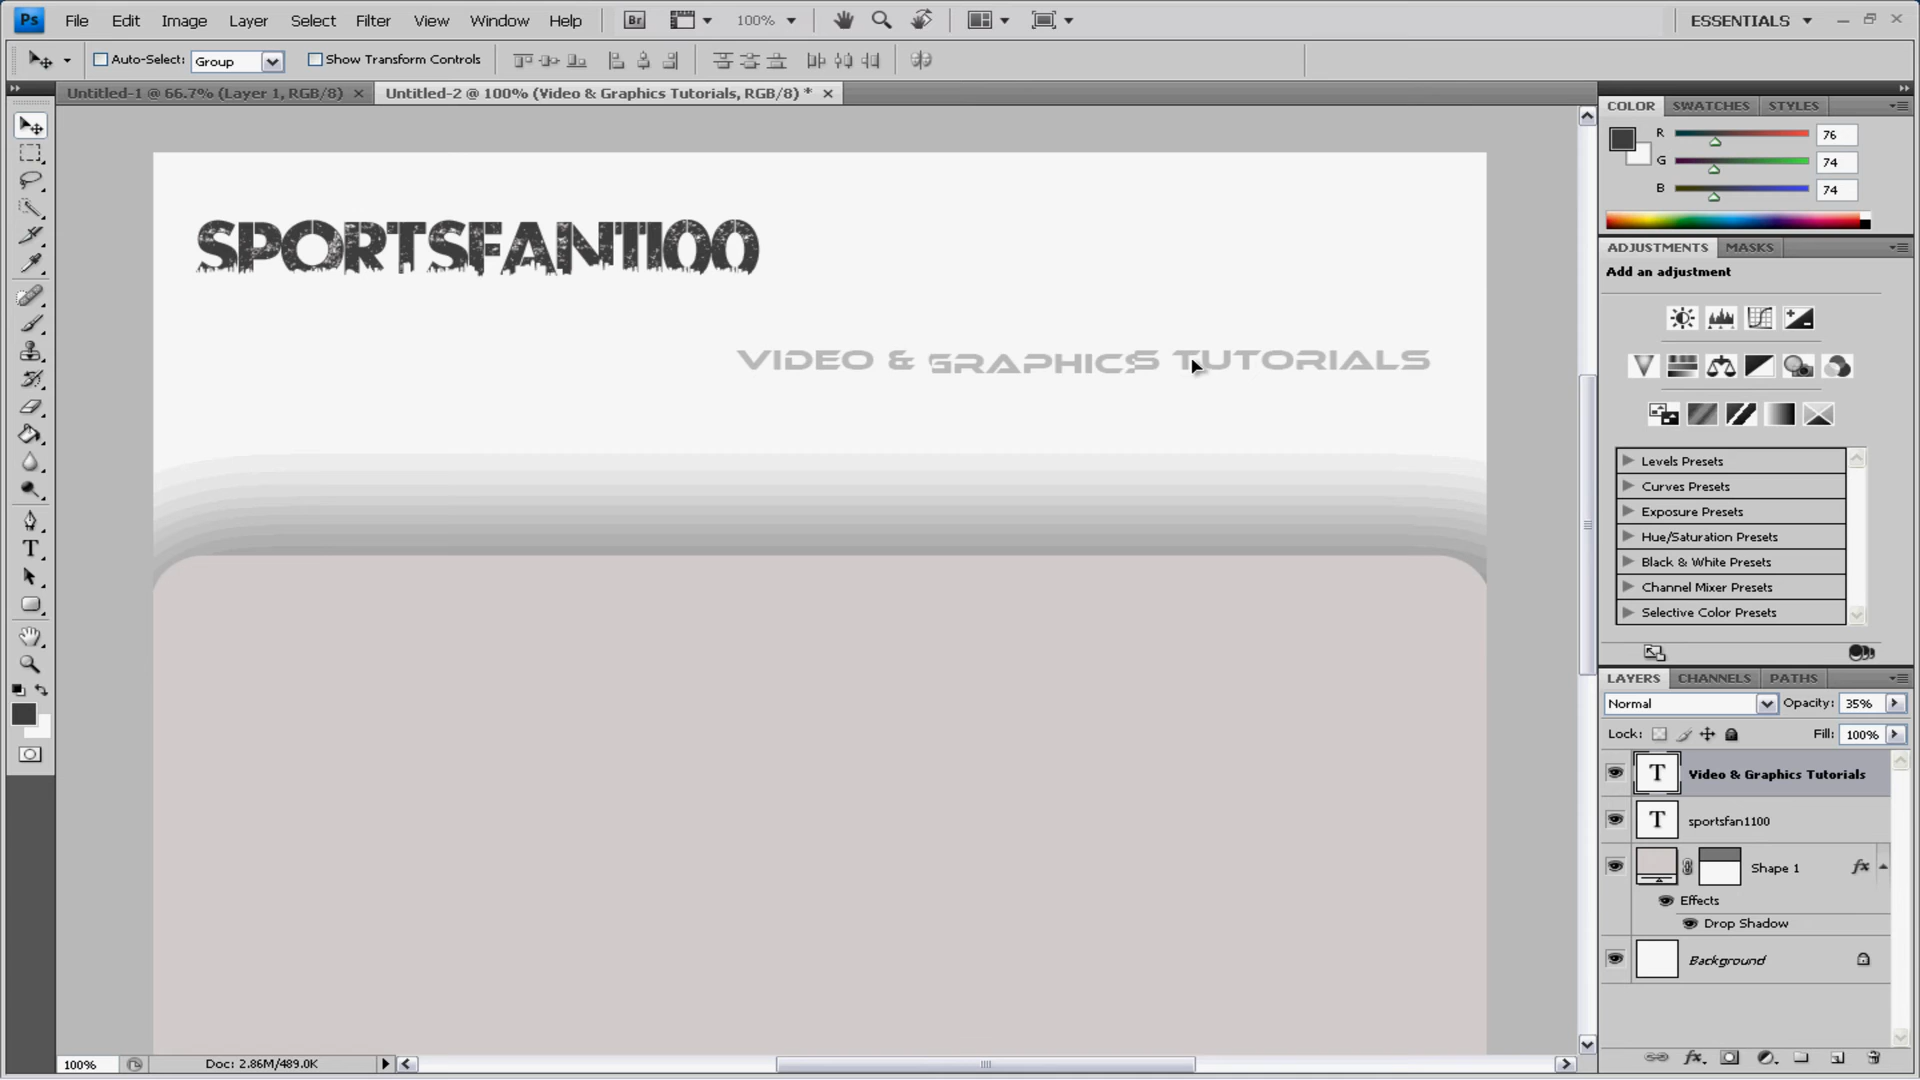 Ps File Edit Image Layer Select Filter View Window Help Br 100% ESSENTIALS
Auto-Select: Group Show Transform Controls
Untitled-1 @ 66.7% (Layer 1, RGB/8) × Untitled-2 @ 100% (Video & Graphics Tutorials, RGB/8) * ×
COLOR SWATCHES STYLES
R 76
G 74
B 74
ADJUSTMENTS MASKS
Add an adjustment
SPORTSFAN1100
VIDEO & GRAPHICS TUTORIALS
Levels Presets
Curves Presets
Exposure Presets
Hue/Saturation Presets
Black & White Presets
Channel Mixer Presets
Selective Color Presets
LAYERS CHANNELS PATHS
Normal Opacity: 35%
Lock: Fill: 100%
T Video & Graphics Tutorials
T sportsfan1100
Shape 1 fx
Effects
Drop Shadow
Background
100% Doc: 2.86M/489.0K